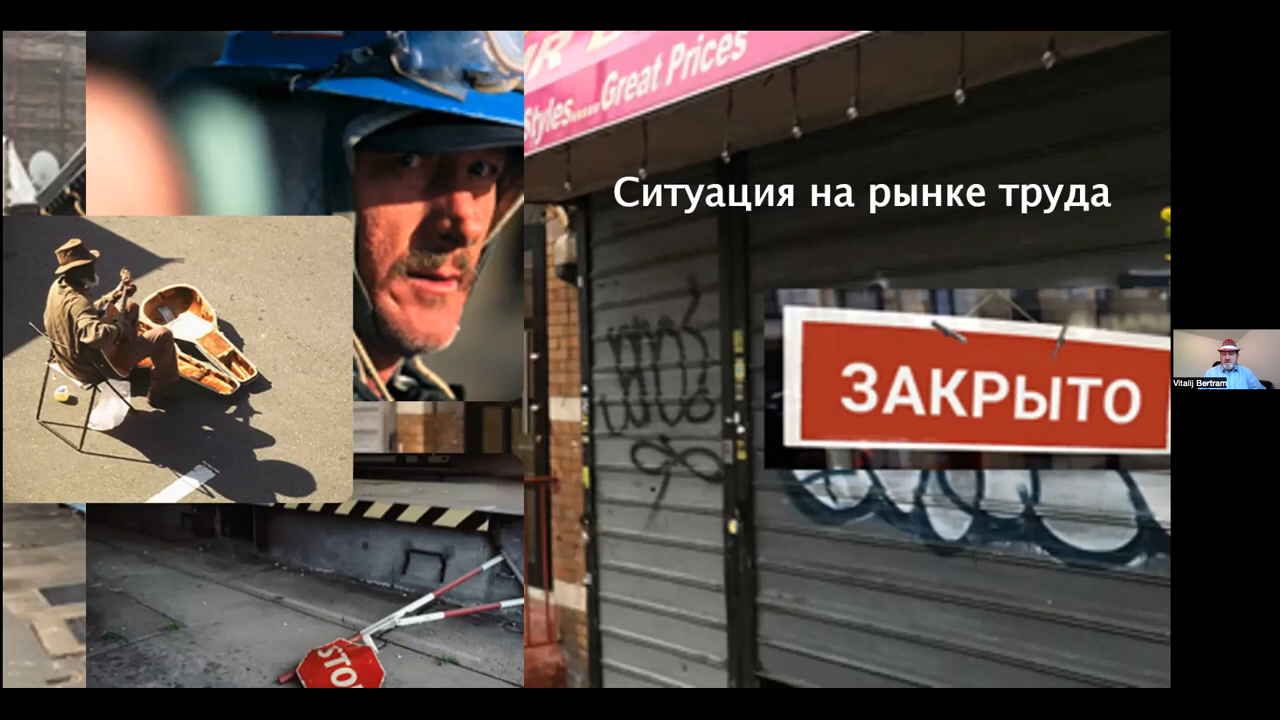 Great Prices
Styles.....
Ситуация на рынке труда
ЗАКРЫТО
Vitalij Bertram
STOP